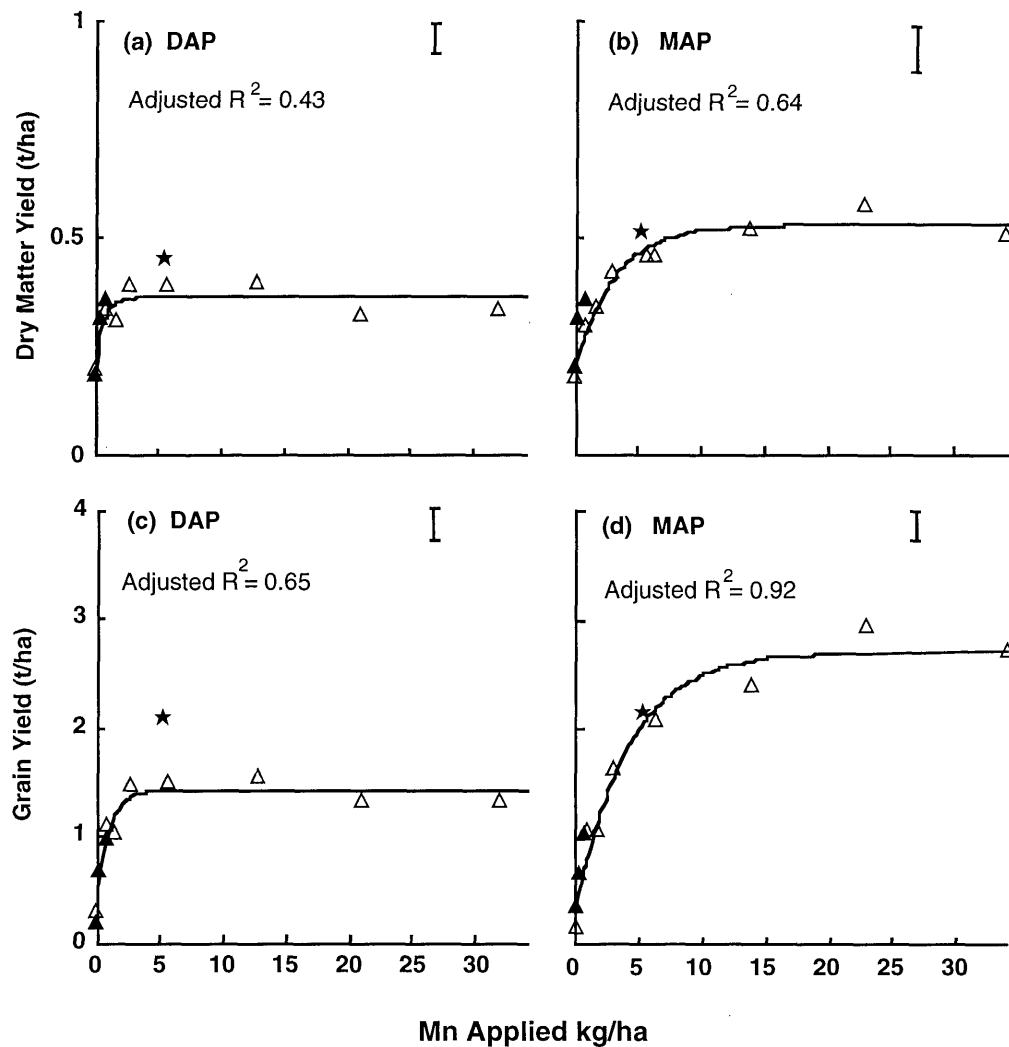 1
(a) DAP
(b) MAP
Adjusted R2= 0.43
Adjusted R2= 0.64
Dry Matter Yield (t/ha)
0.5
0
4
(c) DAP
(d) MAP
Adjusted R2= 0.65
Adjusted R2= 0.92
3
Grain Yield (t/ha)
2
1
0
0 5 10 15 20 25 30
0 5 10 15 20 25 30
Mn Applied kg/ha